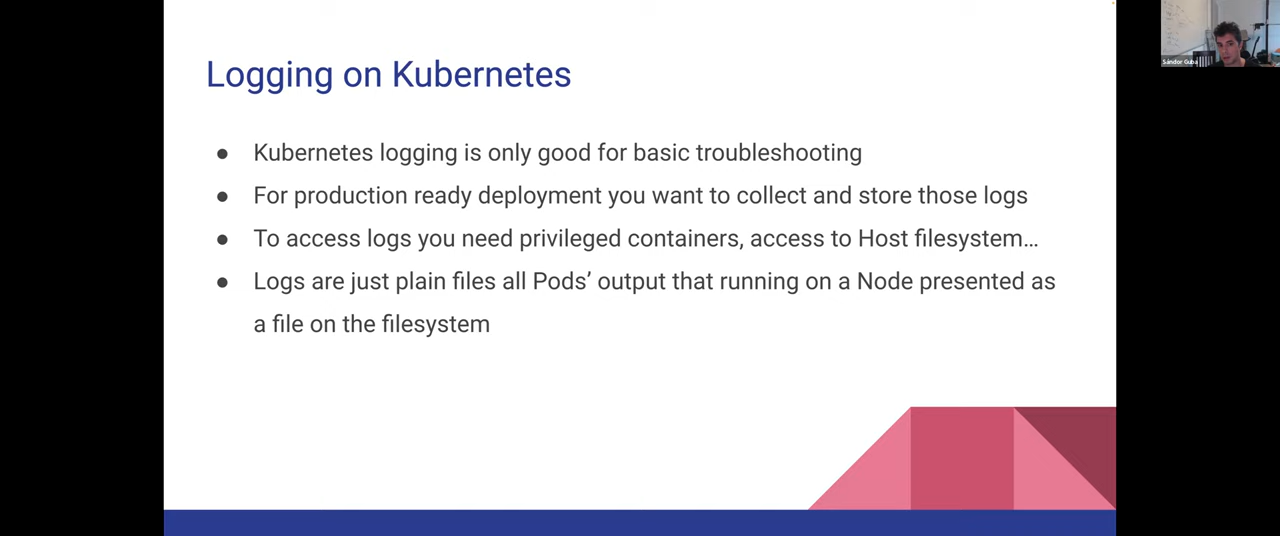 Logging on Kubernetes
● Kubernetes logging is only good for basic troubleshooting
● For production ready deployment you want to collect and store those logs
● To access logs you need privileged containers, access to Host filesystem…
● Logs are just plain files all Pods’ output that running on a Node presented as
a file on the filesystem
Sándor Guba